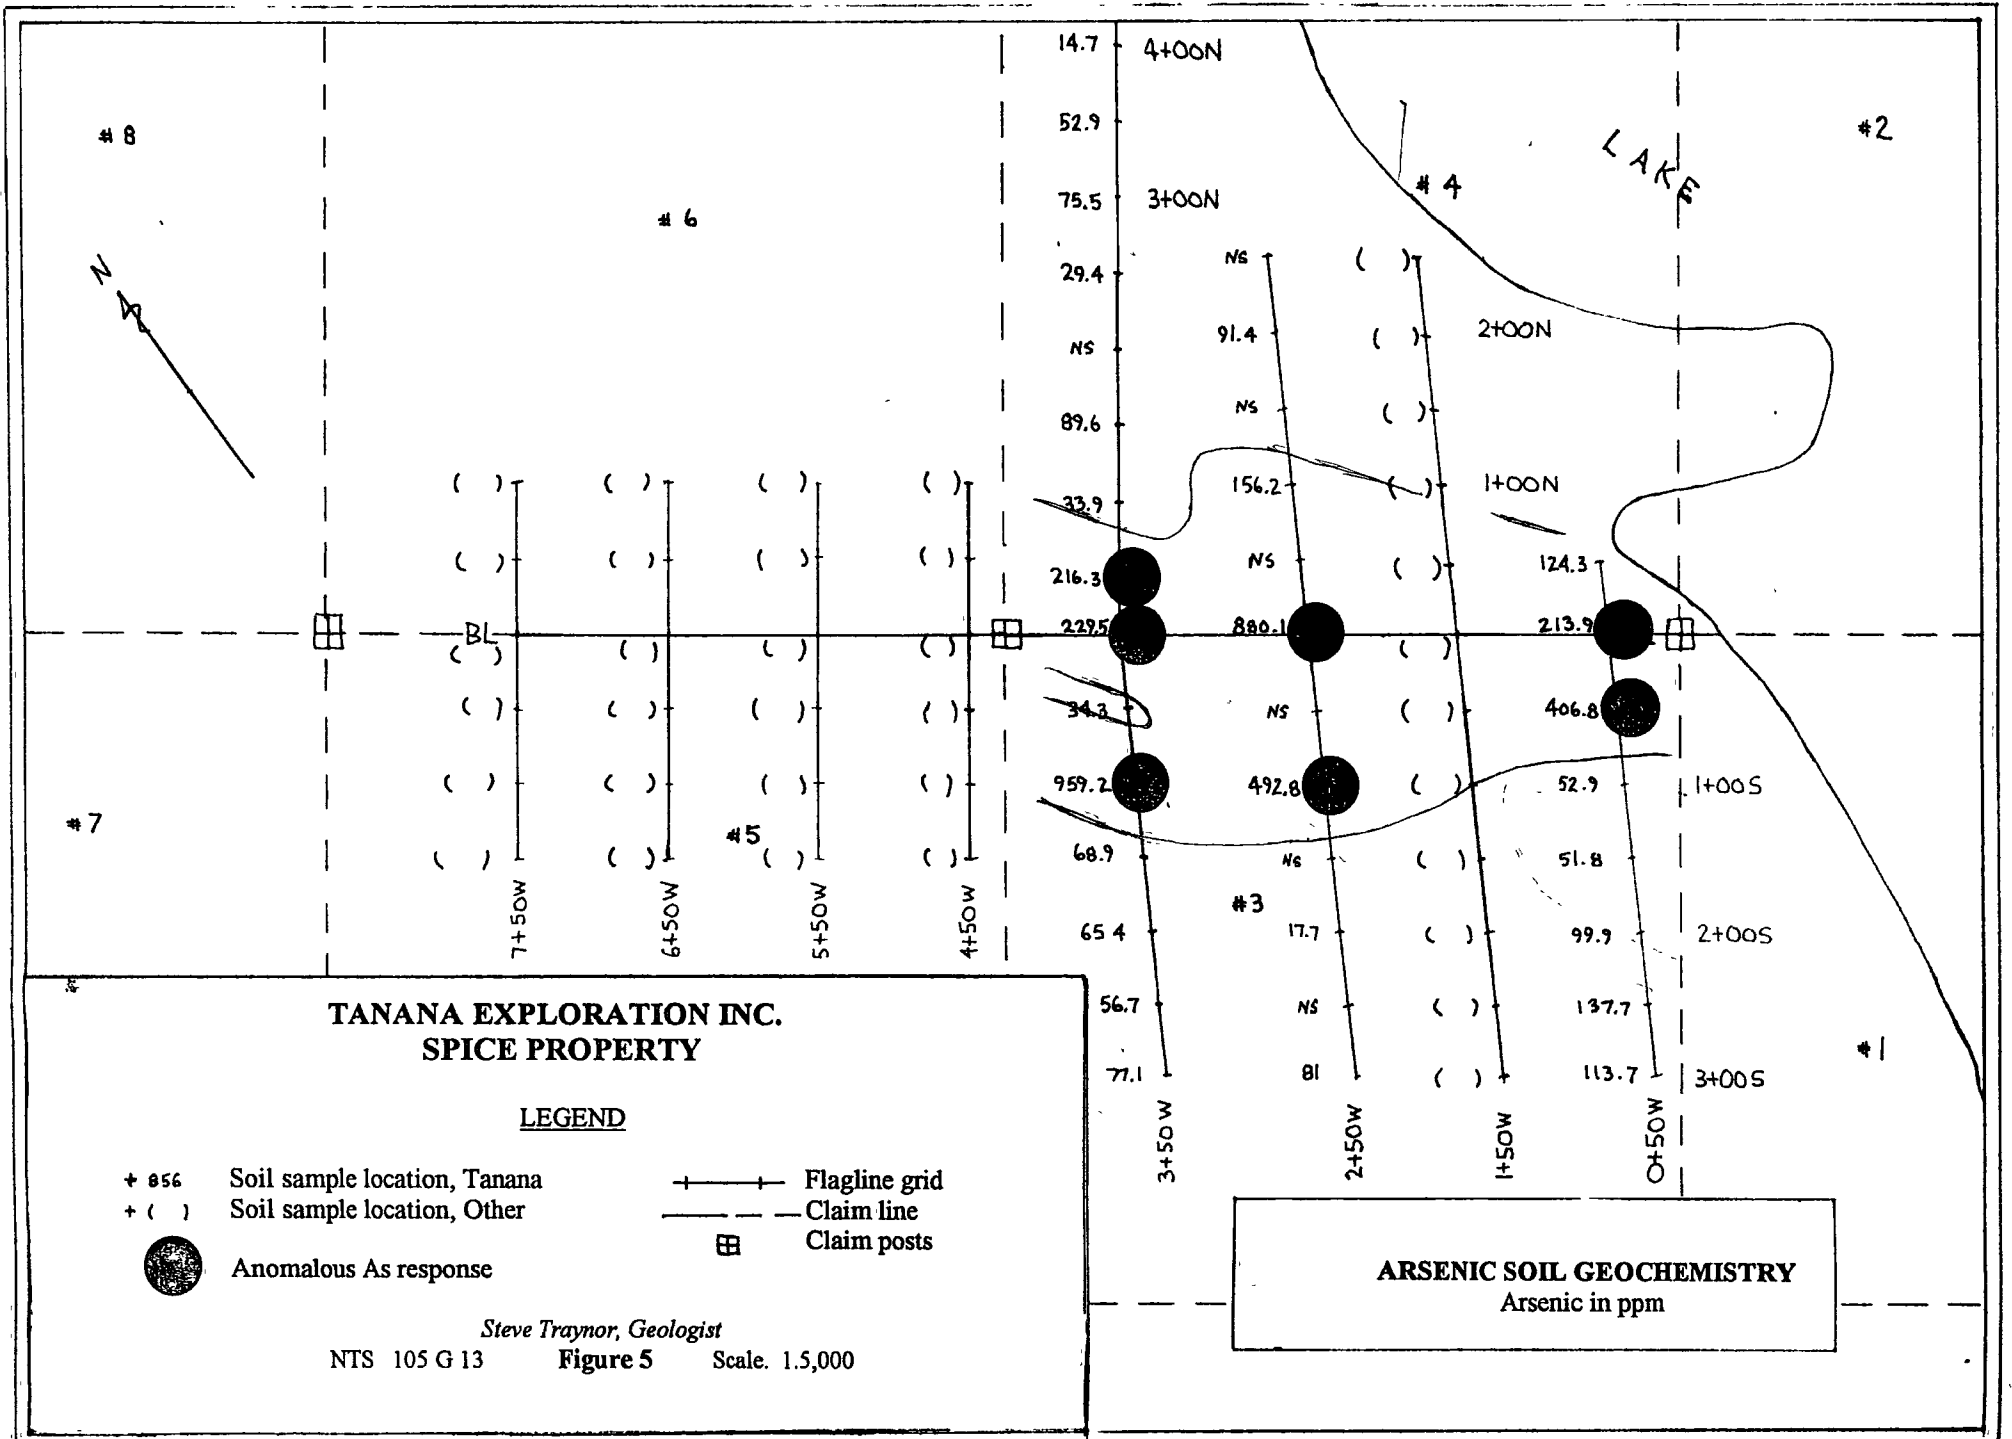 14.7 4+00N
52.9
# 8
#2
LAKE
# 4
# 6
75.5 3+00N
N
NS ( )
29.4
91.4 ( ) 2+00N
NS
NS ( )
89.6
( ) ( ) ( ) ( ) 156.2 ( ) 1+00N
33.9
( ) ( ) ( ) ( ) NS ( ) 124.3
216.3
BL 229.5 880.1 213.9
( ) ( ) ( ) ( ) ( )
( ) ( ) ( ) ( ) 34.3 NS ( ) 406.8
( ) ( ) ( ) ( ) 959.2 492.8 ( ) 52.9 1+00S
#7
#5
( ) ( ) ( ) ( ) 68.9 NS ( ) 51.8
#3
7+50W 6+50W 5+50W 4+50W
65 4 17.7 ( ) 99.9 2+00S
56.7 NS ( ) 137.7
#1
77.1 81 ( ) 113.7 3+00S
3+50W 2+50W 1+50W 0+50W
TANANA EXPLORATION INC.
SPICE PROPERTY
LEGEND
+ 856 Soil sample location, Tanana
+ ( ) Soil sample location, Other
Anomalous As response
Flagline grid
Claim line
Claim posts
Steve Traynor, Geologist
NTS 105 G 13 Figure 5 Scale. 1.5,000
ARSENIC SOIL GEOCHEMISTRY
Arsenic in ppm